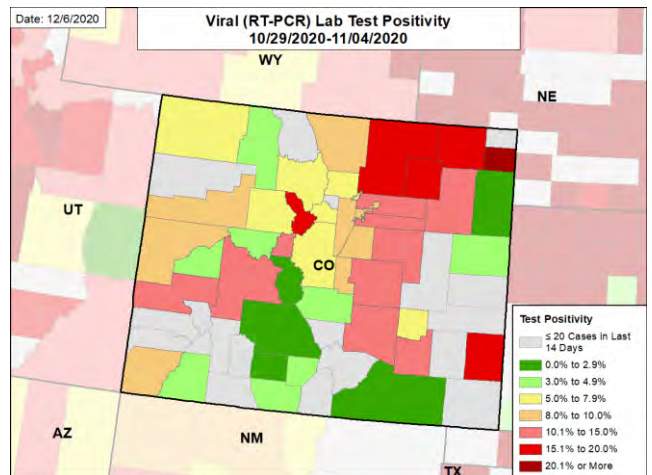 Date: 12/6/2020
Viral (RT-PCR) Lab Test Positivity
10/29/2020-11/04/2020
WY
NE
UT
CO
AZ
NM
TX
Test Positivity
≤ 20 Cases in Last
14 Days
0.0% to 2.9%
3.0% to 4.9%
5.0% to 7.9%
8.0% to 10.0%
10.1% to 15.0%
15.1% to 20.0%
20.1% or More